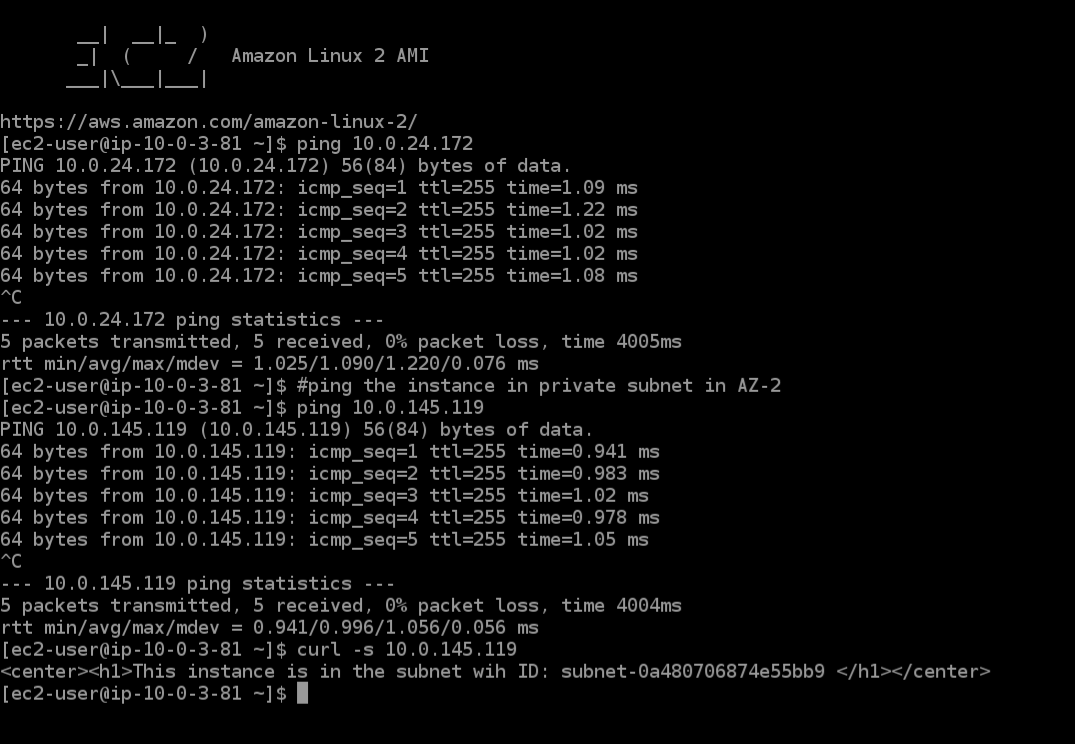 __|  __|_  )
_|  (     /   Amazon Linux 2 AMI
___|\___|___|
https://aws.amazon.com/amazon-linux-2/
[ec2-user@ip-10-0-3-81 ~]$ ping 10.0.24.172
PING 10.0.24.172 (10.0.24.172) 56(84) bytes of data.
64 bytes from 10.0.24.172: icmp_seq=1 ttl=255 time=1.09 ms
64 bytes from 10.0.24.172: icmp_seq=2 ttl=255 time=1.22 ms
64 bytes from 10.0.24.172: icmp_seq=3 ttl=255 time=1.02 ms
64 bytes from 10.0.24.172: icmp_seq=4 ttl=255 time=1.02 ms
64 bytes from 10.0.24.172: icmp_seq=5 ttl=255 time=1.08 ms
^C
--- 10.0.24.172 ping statistics ---
5 packets transmitted, 5 received, 0% packet loss, time 4005ms
rtt min/avg/max/mdev = 1.025/1.090/1.220/0.076 ms
[ec2-user@ip-10-0-3-81 ~]$ #ping the instance in private subnet in AZ-2
[ec2-user@ip-10-0-3-81 ~]$ ping 10.0.145.119
PING 10.0.145.119 (10.0.145.119) 56(84) bytes of data.
64 bytes from 10.0.145.119: icmp_seq=1 ttl=255 time=0.941 ms
64 bytes from 10.0.145.119: icmp_seq=2 ttl=255 time=0.983 ms
64 bytes from 10.0.145.119: icmp_seq=3 ttl=255 time=1.02 ms
64 bytes from 10.0.145.119: icmp_seq=4 ttl=255 time=0.978 ms
64 bytes from 10.0.145.119: icmp_seq=5 ttl=255 time=1.05 ms
^C
--- 10.0.145.119 ping statistics ---
5 packets transmitted, 5 received, 0% packet loss, time 4004ms
rtt min/avg/max/mdev = 0.941/0.996/1.056/0.056 ms
[ec2-user@ip-10-0-3-81 ~]$ curl -s 10.0.145.119
<center><h1>This instance is in the subnet wih ID: subnet-0a480706874e55bb9 </h1></center>
[ec2-user@ip-10-0-3-81 ~]$